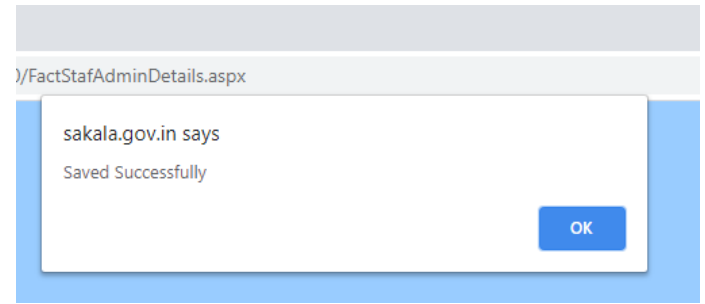 )/FactStafAdminDetails.aspx
sakala.gov.in says
Saved Successfully
OK